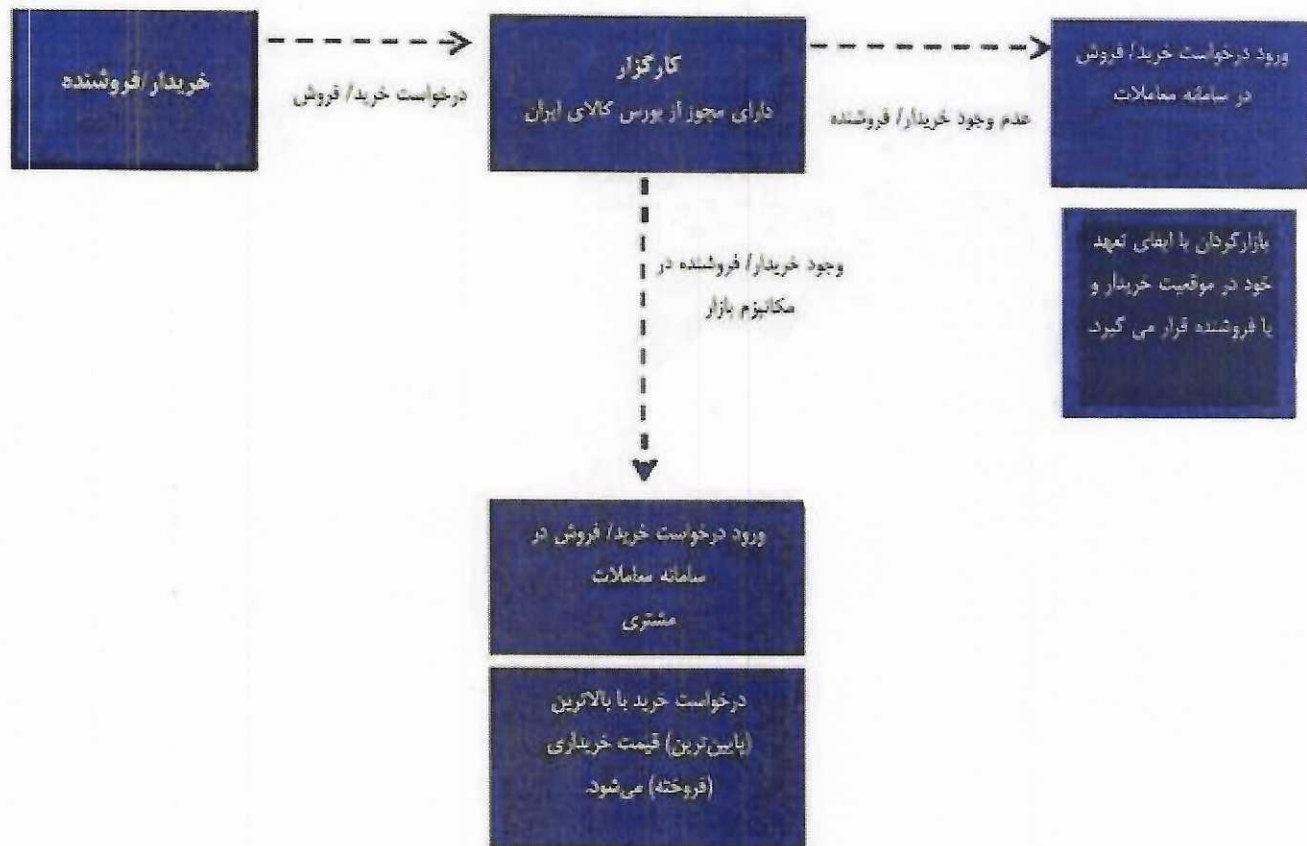 خریدار/فروشنده
درخواست خرید/ فروش
کارگزار
دارای مجوز از بورس کالای ایران
عدم وجود خریدار/ فروشنده
ورود درخواست خرید/ فروش
در سامانه معاملات
بازارگردان با ایفای تعهد
خود در موقعیت خریدار و
یا فروشنده قرار می گیرد.
وجود خریدار/ فروشنده در
مکانیزم بازار
ورود درخواست خرید/ فروش در
سامانه معاملات
مشتری
درخواست خرید با بالاترین
(پایین‌ترین) قیمت خریداری
(فروخته) می‌شود.